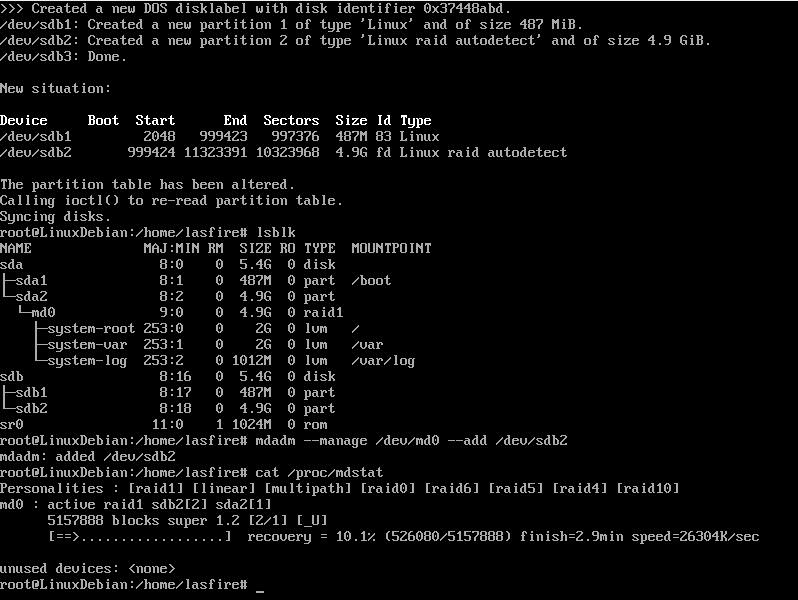 >>> Created a new DOS disklabel with disk identifier 0x37448abd.
/dev/sdb1: Created a new partition 1 of type 'Linux' and of size 487 MiB.
/dev/sdb2: Created a new partition 2 of type 'Linux raid autodetect' and of size 4.9 GiB.
/dev/sdb3: Done.

New situation:

Device     Boot  Start      End  Sectors  Size Id Type
/dev/sdb1         2048   999423   997376  487M 83 Linux
/dev/sdb2       999424 11323391 10323968  4.9G fd Linux raid autodetect

The partition table has been altered.
Calling ioctl() to re-read partition table.
Syncing disks.
root@LinuxDebian:/home/lasfire# lsblk
NAME              MAJ:MIN RM  SIZE RO TYPE  MOUNTPOINT
sda                 8:0    0  5.4G  0 disk
├─sda1              8:1    0  487M  0 part  /boot
└─sda2              8:2    0  4.9G  0 part
  └─md0             9:0    0  4.9G  0 raid1
    ├─system-root 253:0    0    2G  0 lvm   /
    ├─system-var  253:1    0    2G  0 lvm   /var
    └─system-log  253:2    0 1012M  0 lvm   /var/log
sdb                 8:16   0  5.4G  0 disk
├─sdb1              8:17   0  487M  0 part
└─sdb2              8:18   0  4.9G  0 part
sr0                11:0    1 1024M  0 rom
root@LinuxDebian:/home/lasfire# mdadm --manage /dev/md0 --add /dev/sdb2
mdadm: added /dev/sdb2
root@LinuxDebian:/home/lasfire# cat /proc/mdstat
Personalities : [raid1] [linear] [multipath] [raid0] [raid6] [raid5] [raid4] [raid10]
md0 : active raid1 sdb2[2] sda2[1]
      5157888 blocks super 1.2 [2/1] [_U]
      [==>..................]  recovery = 10.1% (526080/5157888) finish=2.9min speed=26304K/sec

unused devices: <none>
root@LinuxDebian:/home/lasfire# _